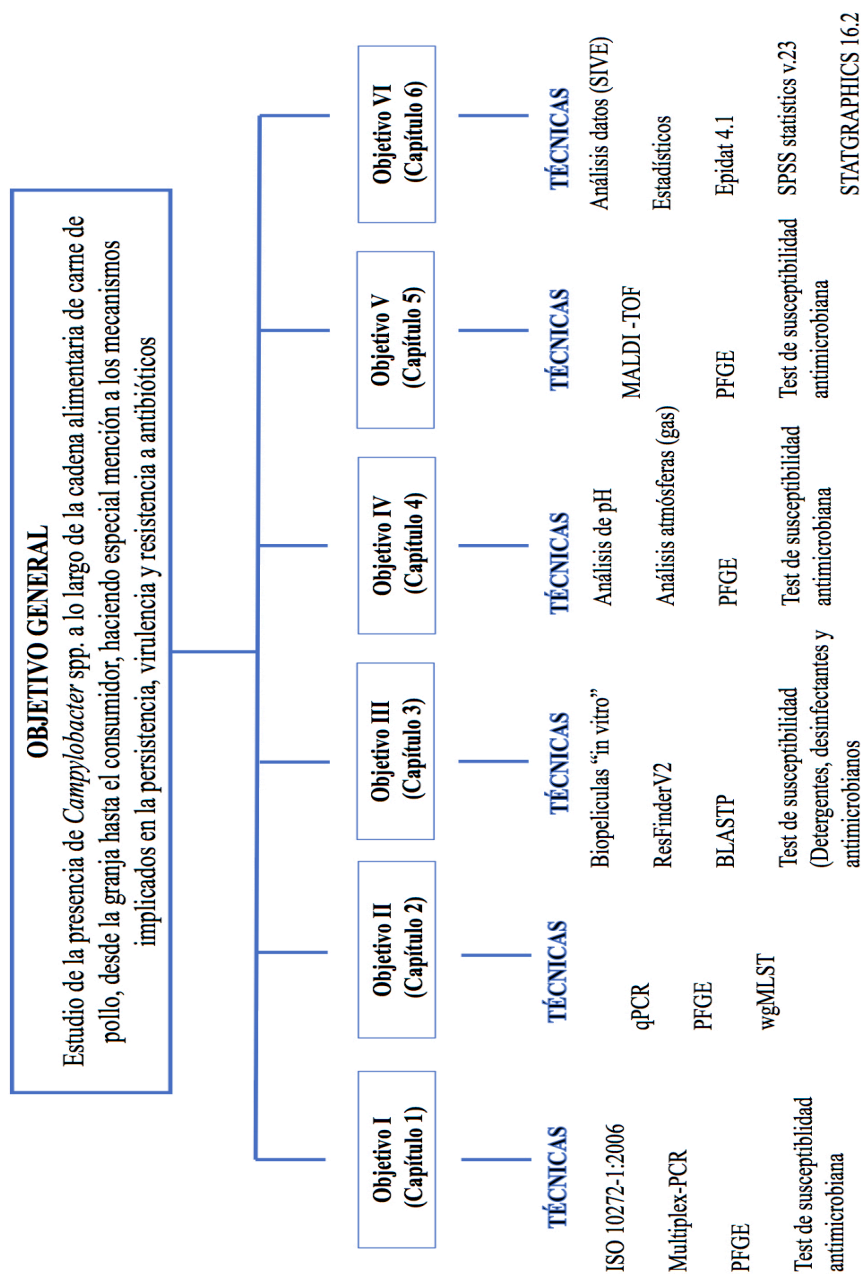 OBJETIVO GENERAL
Estudio de la presencia de Campylobacter spp. a lo largo de la cadena alimentaria de carne de
pollo, desde la granja hasta el consumidor, haciendo especial mención a los mecanismos
implicados en la persistencia, virulencia y resistencia a antibióticos
Objetivo I
(Capítulo 1)
TÉCNICAS
ISO 10272-1:2006
Multiplex-PCR
PFGE
Test de susceptiblidad
antimicrobiana
Objetivo II
(Capítulo 2)
TÉCNICAS
qPCR
PFGE
wgMLST
Objetivo III
(Capítulo 3)
TÉCNICAS
Biopeliculas “in vitro”
ResFinderV2
BLASTP
Test de susceptibilidad
(Detergentes, desinfectantes y
antimicrobianos
Objetivo IV
(Capítulo 4)
TÉCNICAS
Análisis de pH
Análisis atmósferas (gas)
PFGE
Test de susceptibilidad
antimicrobiana
Objetivo V
(Capítulo 5)
TÉCNICAS
MALDI -TOF
PFGE
Test de susceptibilidad
antimicrobiana
Objetivo VI
(Capítulo 6)
TÉCNICAS
Análisis datos (SIVE)
Estadísticos
Epidat 4.1
SPSS statistics v.23
STATGRAPHICS 16.2